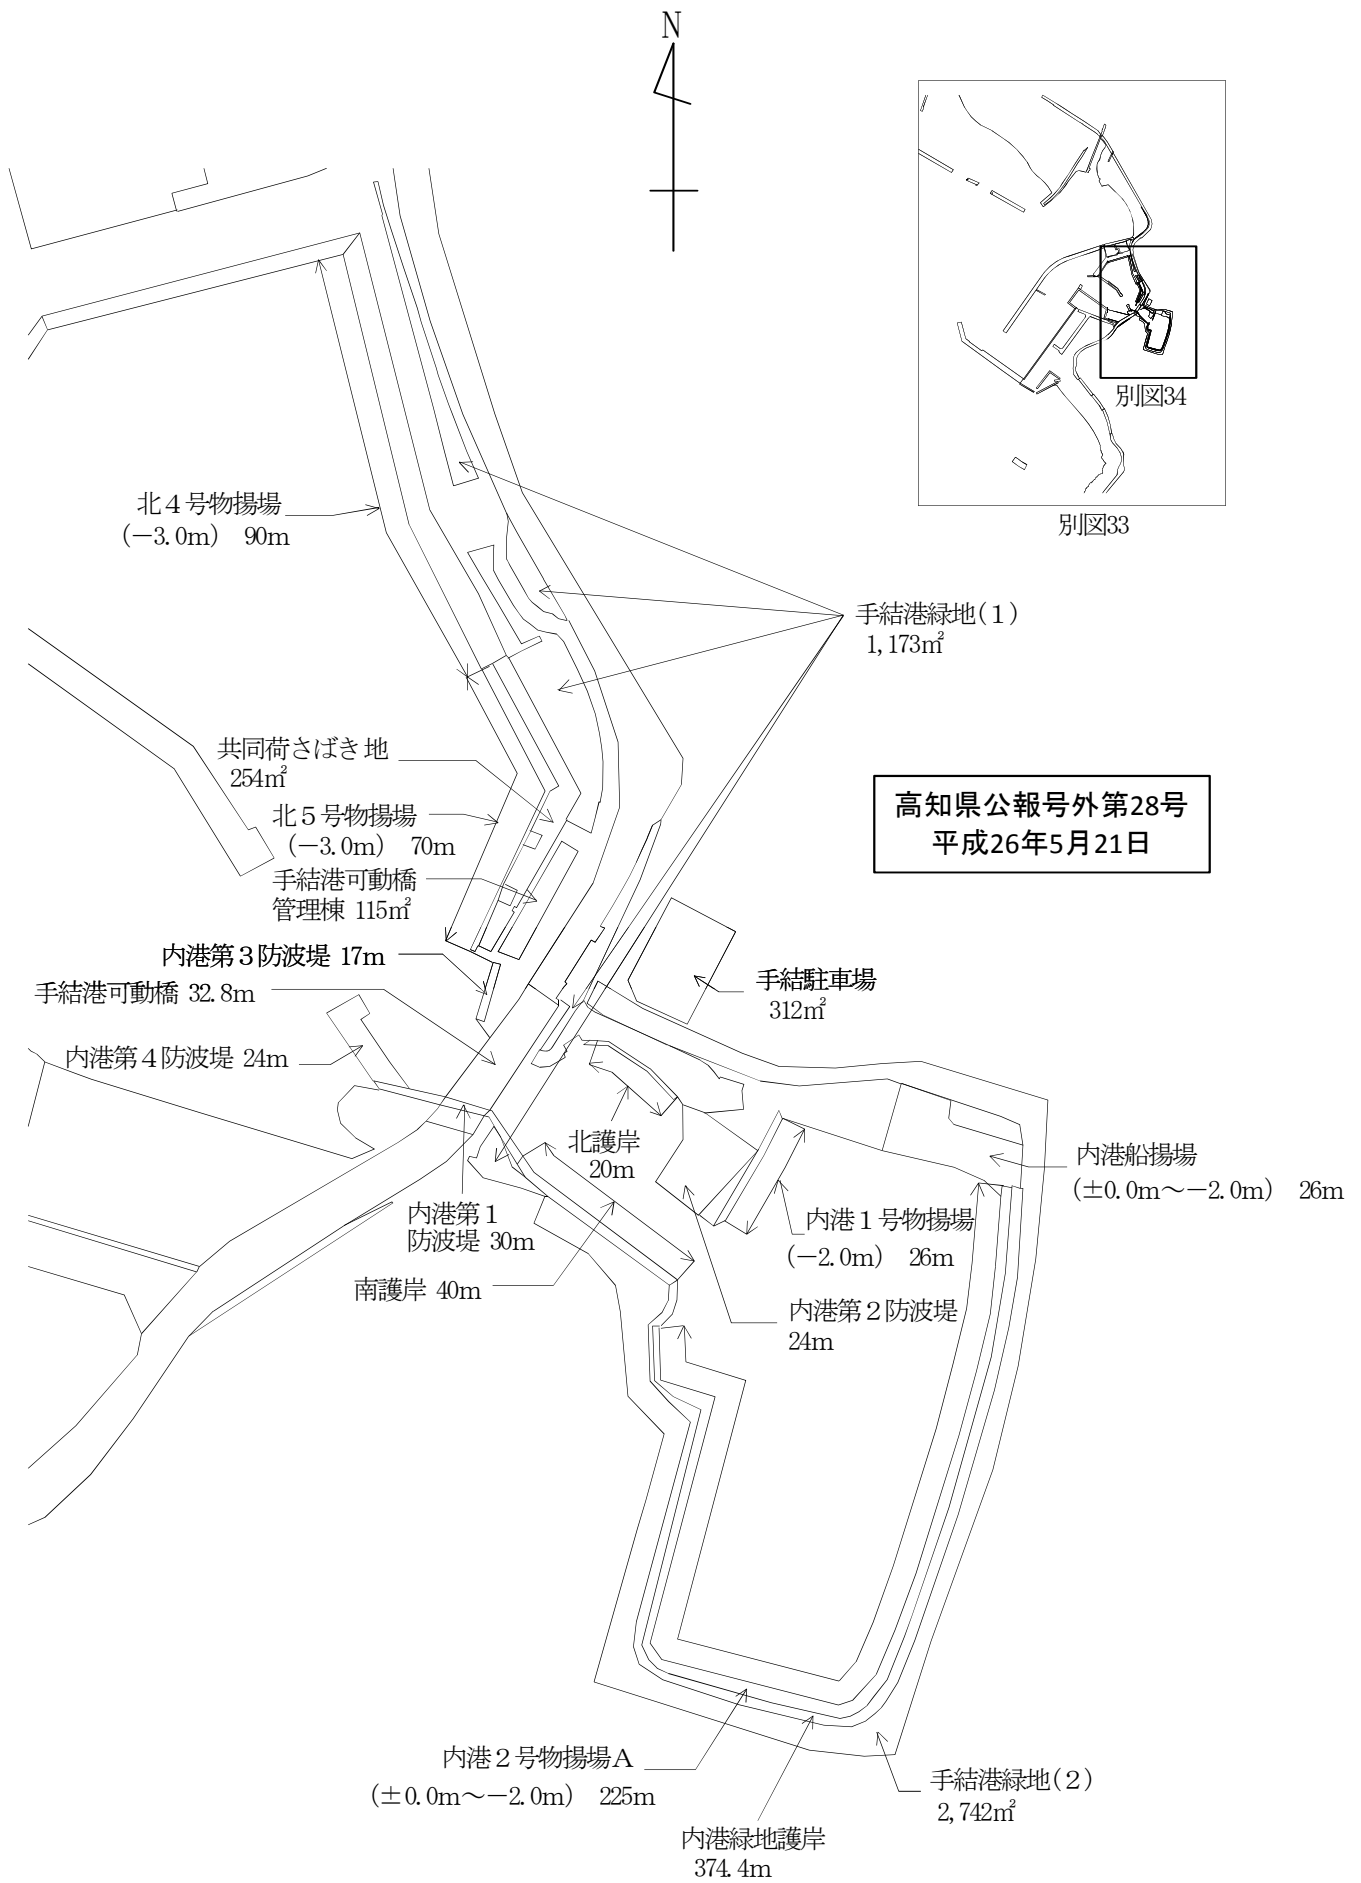 N
別図34
別図33
北４号物揚場
(－3.0m)　90m
手結港緑地(１)
1,173㎡
共同荷さばき地
254㎡
高知県公報号外第28号
平成26年5月21日
北５号物揚場
(－3.0m)　70m
手結港可動橋
管理棟 115㎡
内港第３防波堤 17m
手結港可動橋 32.8m
手結駐車場
312㎡
内港第４防波堤 24m
北護岸
20m
内港船揚場
(±0.0m～－2.0m)　26m
内港第１
防波堤 30m
内港１号物揚場
(－2.0m)　26m
南護岸 40m
内港第２防波堤
24m
内港２号物揚場A
(±0.0m～－2.0m)　225m
手結港緑地(２)
2,742㎡
内港緑地護岸
374.4m